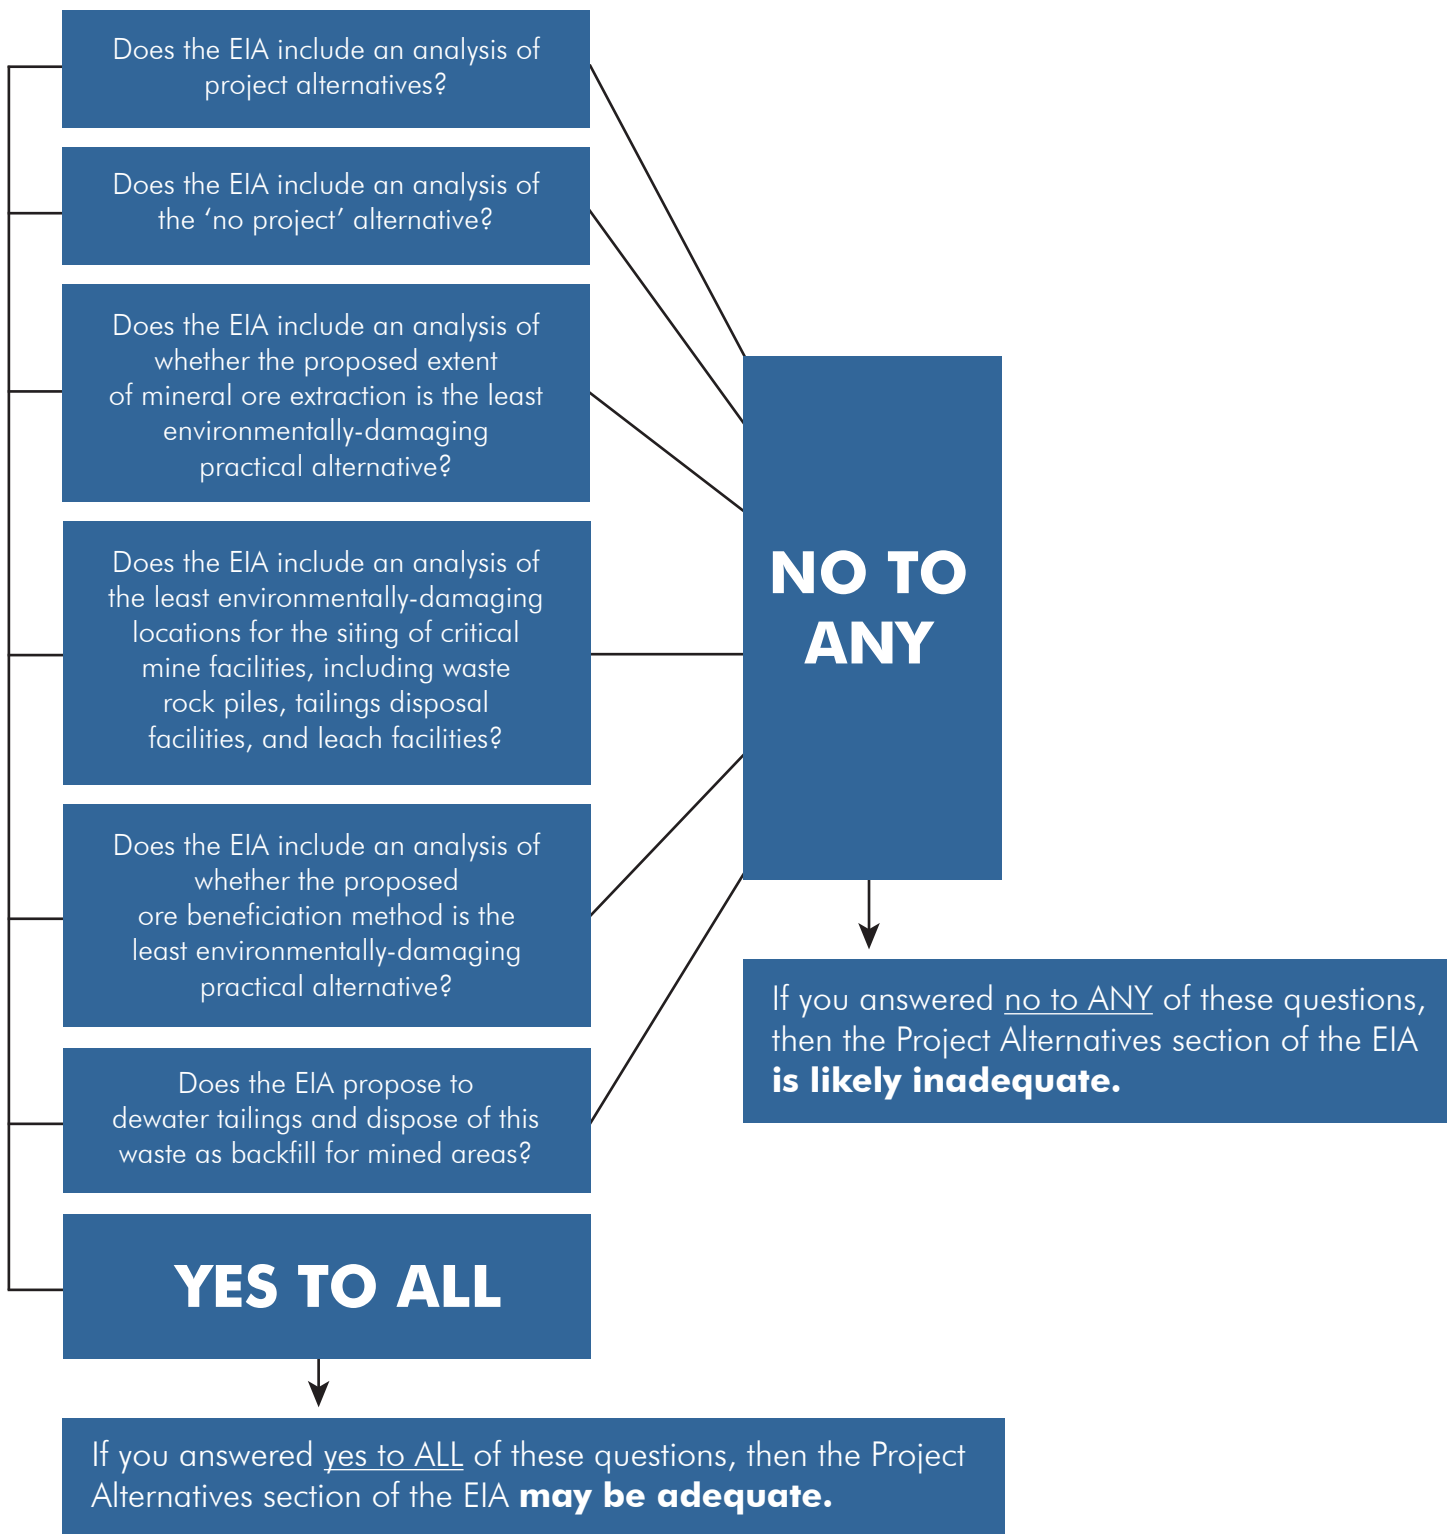 Does the EIA include an analysis of
project alternatives?
Does the EIA include an analysis of
the ‘no project’ alternative?
Does the EIA include an analysis of
whether the proposed extent
of mineral ore extraction is the least
environmentally-damaging
practical alternative?
Does the EIA include an analysis of
the least environmentally-damaging
locations for the siting of critical
mine facilities, including waste
rock piles, tailings disposal
facilities, and leach facilities?
Does the EIA include an analysis of
whether the proposed
ore beneficiation method is the
least environmentally-damaging
practical alternative?
Does the EIA propose to
dewater tailings and dispose of this
waste as backfill for mined areas?
NO TO
ANY
If you answered no to ANY of these questions,
then the Project Alternatives section of the EIA
is likely inadequate.
YES TO ALL
If you answered yes to ALL of these questions, then the Project
Alternatives section of the EIA may be adequate.